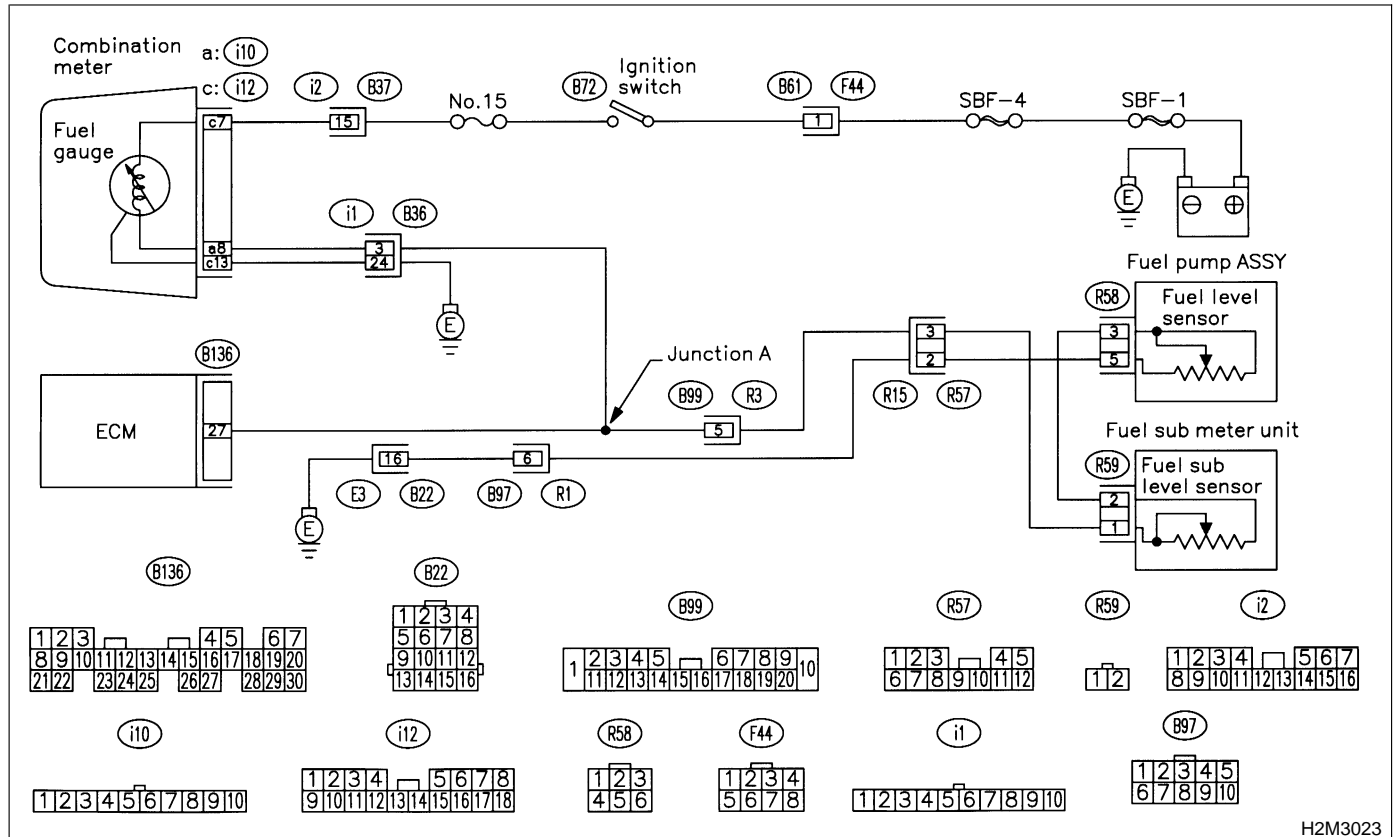 Combination
meter
a: i10
c: i12
i2
B37
No.15
B72
Ignition
switch
B61
F44
SBF-4
SBF-1
Fuel
gauge
c7
15
1
E
⊖ ⊕
i1
B36
a8
3
c13
24
E
Fuel pump ASSY
R58
Fuel level
sensor
3
5
B136
ECM
27
Junction A
B99
R3
5
3
2
R15
R57
Fuel sub meter unit
R59
Fuel sub
level sensor
2
1
16
6
E3
B22
B97
R1
E
B136
1 2 3 4 5 6 7
8 9 10 11 12 13 14 15 16 17 18 19 20
21 22 23 24 25 26 27 28 29 30
B22
1 2 3 4
5 6 7 8
9 10 11 12
13 14 15 16
B99
1 2 3 4 5 6 7 8 9 10
11 12 13 14 15 16 17 18 19 20
R57
1 2 3 4 5
6 7 8 9 10 11 12
R59
1 2
i2
1 2 3 4 5 6 7
8 9 10 11 12 13 14 15 16
i10
1 2 3 4 5 6 7 8 9 10
i12
1 2 3 4 5 6 7 8
9 10 11 12 13 14 15 16 17 18
R58
1 2 3
4 5 6
F44
1 2 3 4
5 6 7 8
i1
1 2 3 4 5 6 7 8 9 10
B97
1 2 3 4 5
6 7 8 9 10
H2M3023